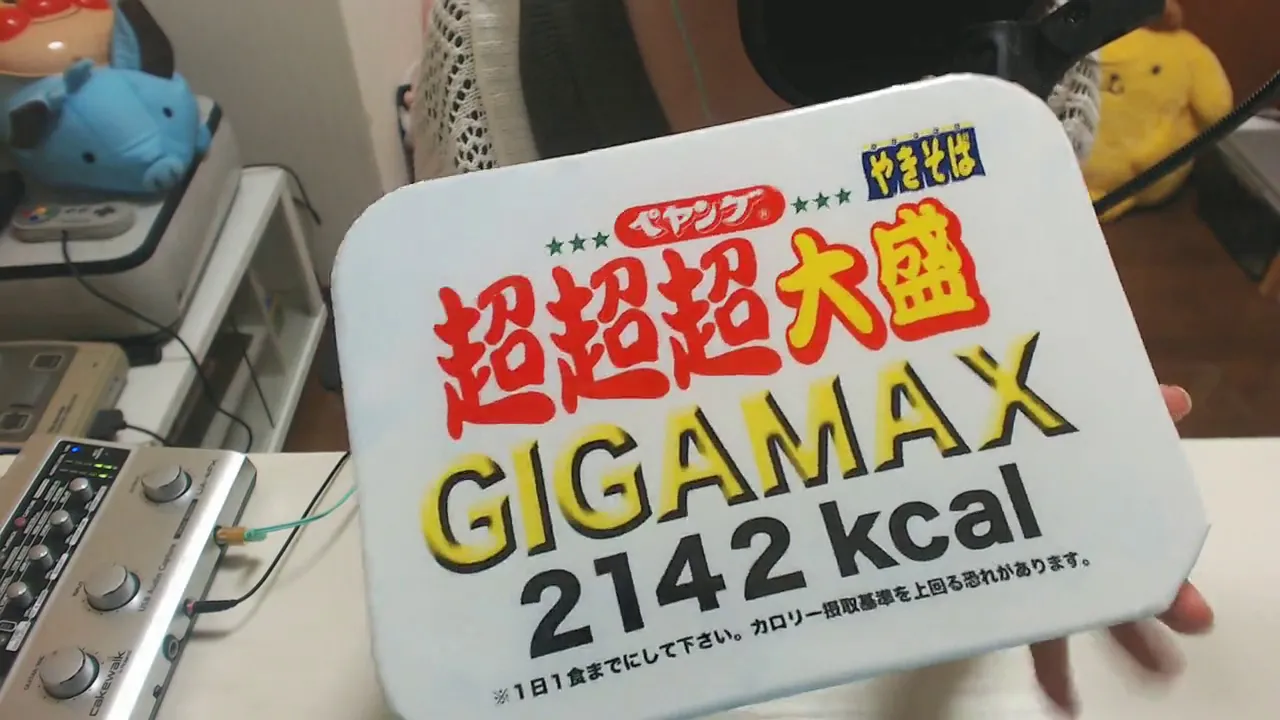 やきそば
ペヤング®
超超超大盛
GIGAMAX
2142 kcal
※1日1食までにして下さい。カロリー摂取基準を上回る恐れがあります。
cakewalk